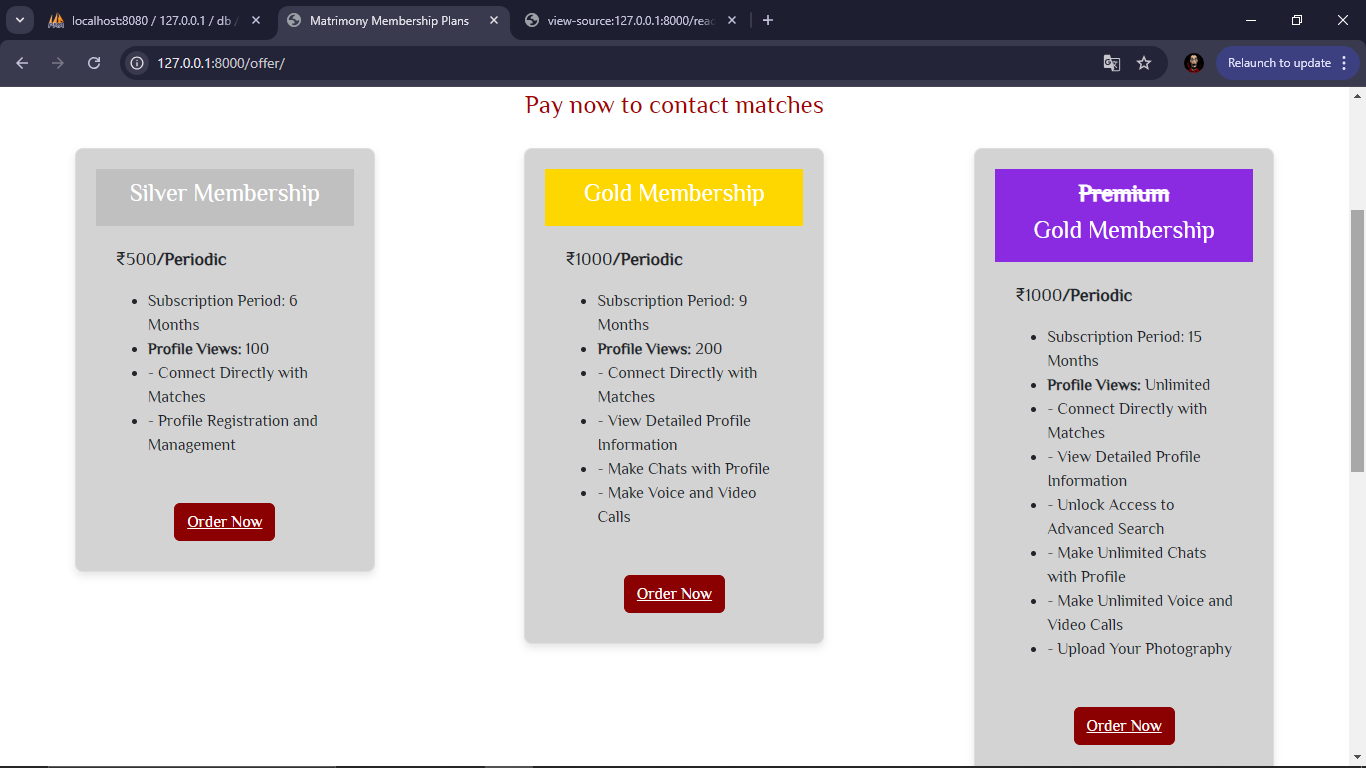 localhost:8080 / 127.0.0.1 / db /
Matrimony Membership Plans
view-source:127.0.0.1:8000/read
127.0.0.1:8000/offer/
Relaunch to update
Pay now to contact matches
Silver Membership
₹500/Periodic
• Subscription Period: 6
Months
• Profile Views: 100
• - Connect Directly with
Matches
• - Profile Registration and
Management
Order Now
Gold Membership
₹1000/Periodic
• Subscription Period: 9
Months
• Profile Views: 200
• - Connect Directly with
Matches
• - View Detailed Profile
Information
• - Make Chats with Profile
• - Make Voice and Video
Calls
Order Now
Premium
Gold Membership
₹1000/Periodic
• Subscription Period: 15
Months
• Profile Views: Unlimited
• - Connect Directly with
Matches
• - View Detailed Profile
Information
• - Unlock Access to
Advanced Search
• - Make Unlimited Chats
with Profile
• - Make Unlimited Voice and
Video Calls
• - Upload Your Photography
Order Now